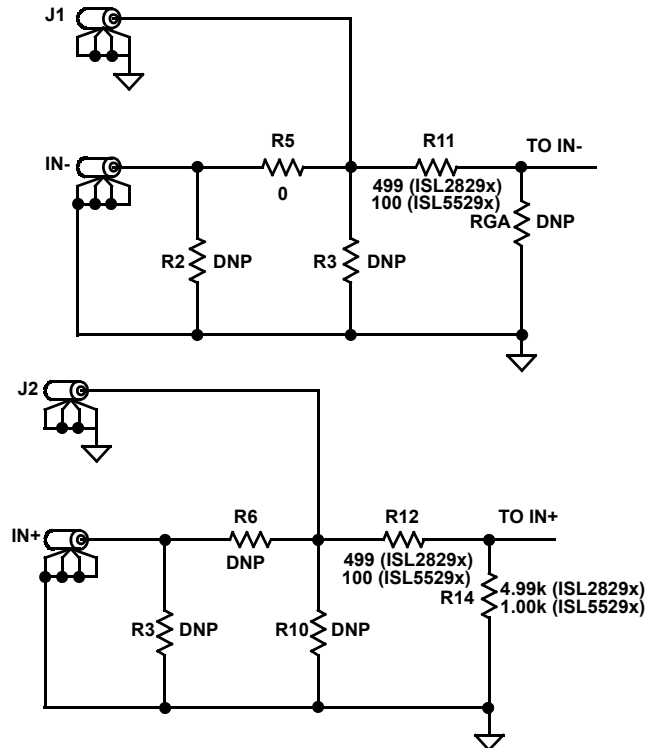 J1
IN-
R5
0
R11
499 (ISL2829x)
100 (ISL5529x)
TO IN-
RGA DNP
R2 DNP
R3 DNP
J2
IN+
R6
DNP
R12
499 (ISL2829x)
100 (ISL5529x)
TO IN+
R14
4.99k (ISL2829x)
1.00k (ISL5529x)
R3 DNP
R10 DNP